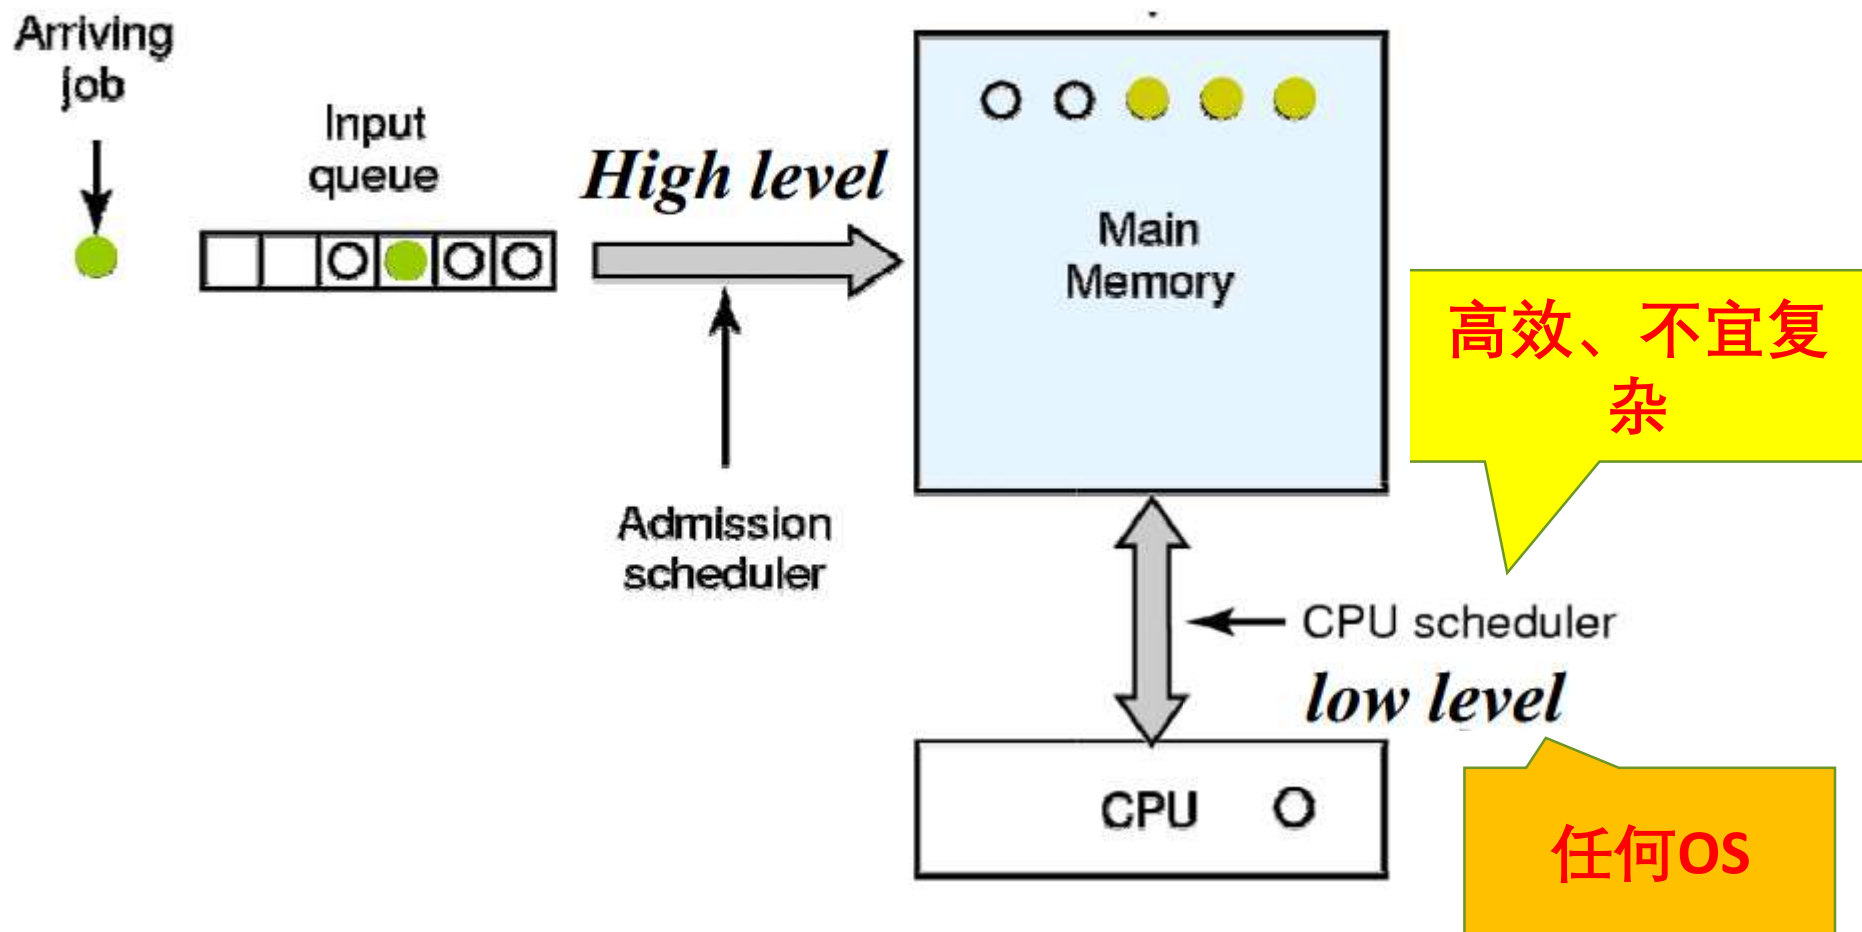 Arriving
job
Input
queue
High level
Main
Memory
高效、不宜复
杂
Admission
scheduler
CPU scheduler
low level
CPU
任何OS